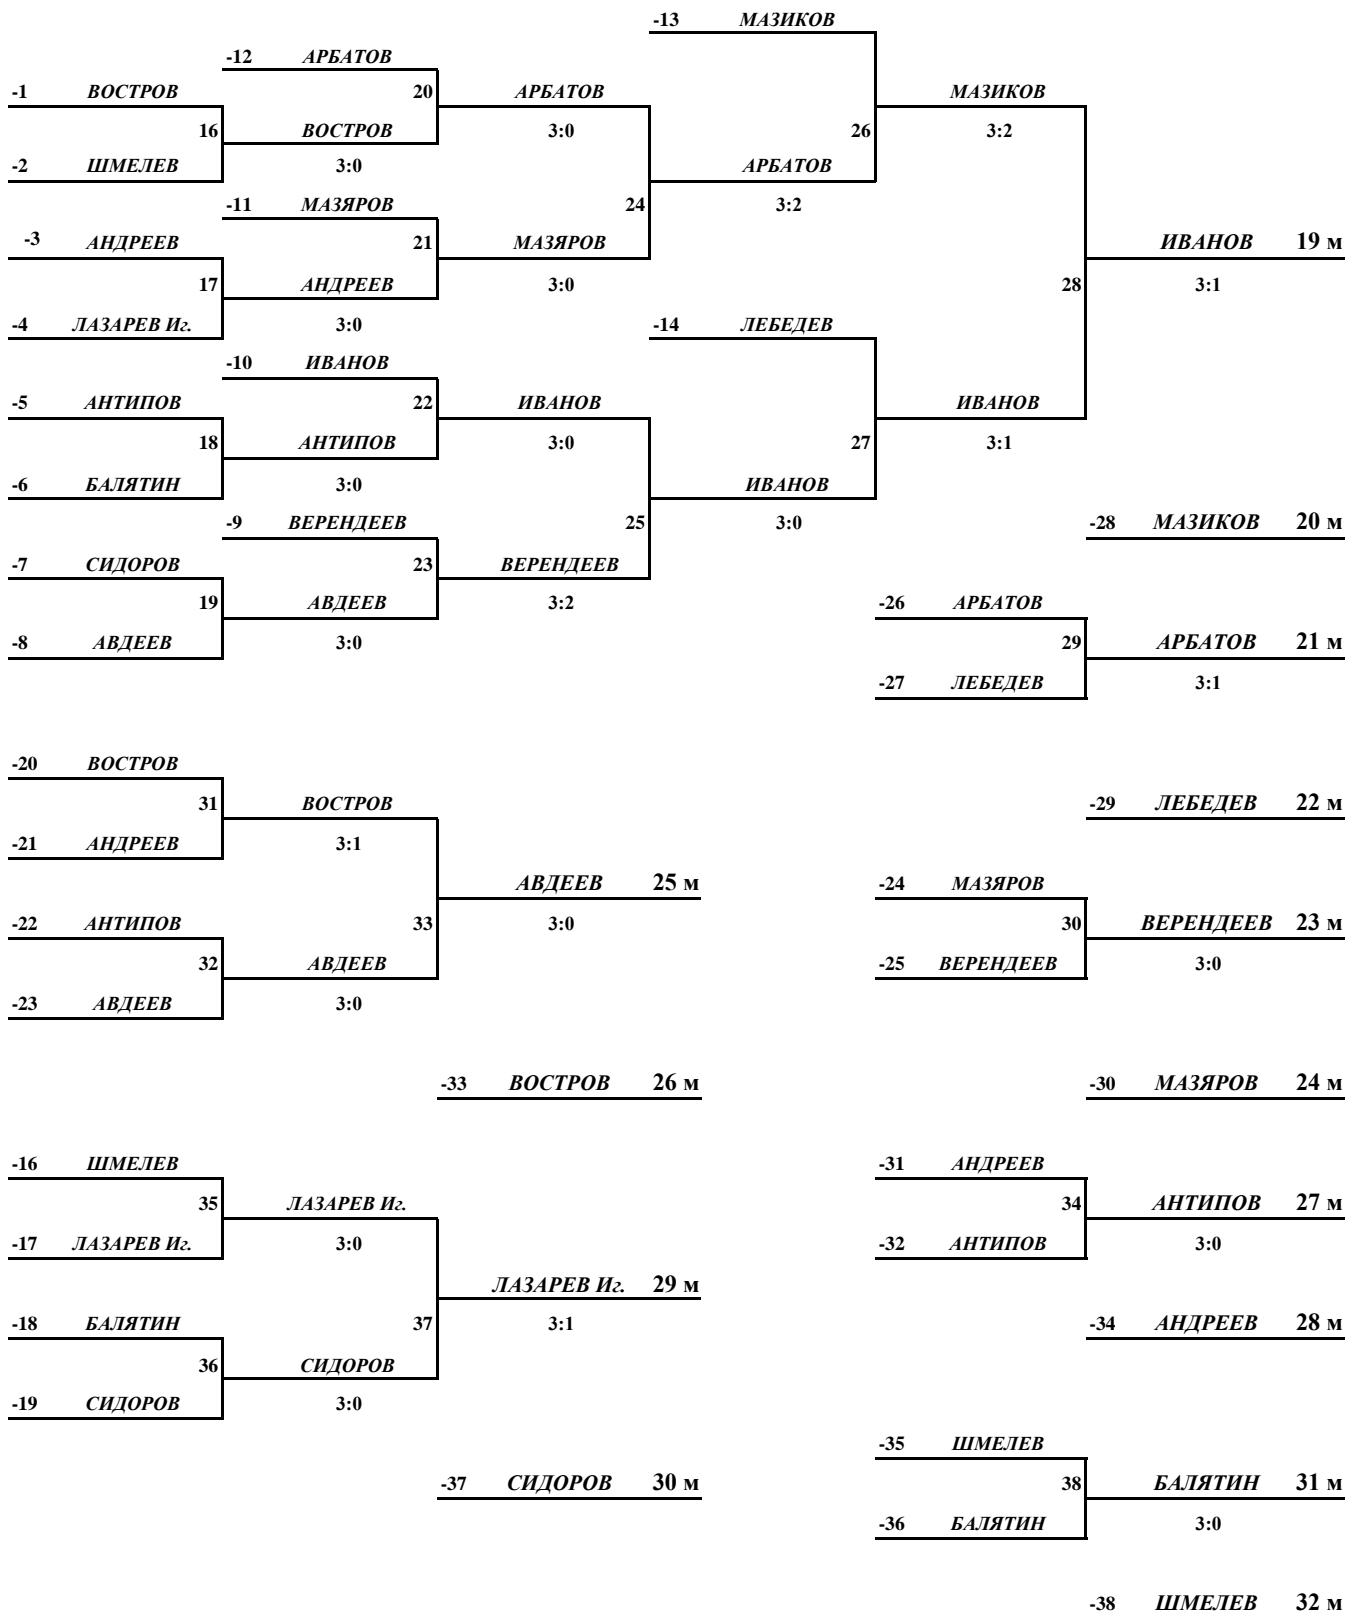 -13 МАЗИКОВ
-12 АРБАТОВ
-1 ВОСТРОВ 20 АРБАТОВ МАЗИКОВ
16 ВОСТРОВ 3:0 26 3:2
-2 ШМЕЛЕВ 3:0 АРБАТОВ
-11 МАЗЯРОВ 24 3:2
-3 АНДРЕЕВ 21 МАЗЯРОВ ИВАНОВ 19 м
17 АНДРЕЕВ 3:0 28 3:1
-4 ЛАЗАРЕВ Иг. 3:0 -14 ЛЕБЕДЕВ
-10 ИВАНОВ
-5 АНТИПОВ 22 ИВАНОВ ИВАНОВ
18 АНТИПОВ 3:0 27 3:1
-6 БАЛЯТИН 3:0 ИВАНОВ
-9 ВЕРЕНДЕЕВ 25 3:0 -28 МАЗИКОВ 20 м
-7 СИДОРОВ 23 ВЕРЕНДЕЕВ
19 АВДЕЕВ 3:2 -26 АРБАТОВ
-8 АВДЕЕВ 3:0 29 АРБАТОВ 21 м
-27 ЛЕБЕДЕВ 3:1
-20 ВОСТРОВ
31 ВОСТРОВ -29 ЛЕБЕДЕВ 22 м
-21 АНДРЕЕВ 3:1
АВДЕЕВ 25 м -24 МАЗЯРОВ
-22 АНТИПОВ 33 3:0 30 ВЕРЕНДЕЕВ 23 м
32 АВДЕЕВ -25 ВЕРЕНДЕЕВ 3:0
-23 АВДЕЕВ 3:0
-33 ВОСТРОВ 26 м -30 МАЗЯРОВ 24 м
-16 ШМЕЛЕВ -31 АНДРЕЕВ
35 ЛАЗАРЕВ Иг. 34 АНТИПОВ 27 м
-17 ЛАЗАРЕВ Иг. 3:0 -32 АНТИПОВ 3:0
ЛАЗАРЕВ Иг. 29 м
-18 БАЛЯТИН 37 3:1 -34 АНДРЕЕВ 28 м
36 СИДОРОВ
-19 СИДОРОВ 3:0
-35 ШМЕЛЕВ
-37 СИДОРОВ 30 м 38 БАЛЯТИН 31 м
-36 БАЛЯТИН 3:0
-38 ШМЕЛЕВ 32 м